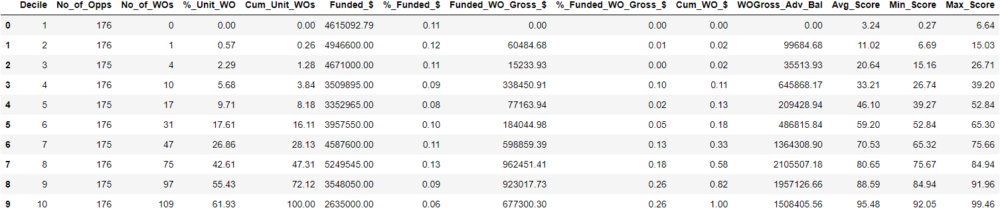 Decile No_of_Opps No_of_WOs %_Unit_WO Cum_Unit_WOs Funded_$ %_Funded_$ Funded_WO_Gross_$ %_Funded_WO_Gross_$ Cum_WO_$ WOGross_Adv_Bal Avg_Score Min_Score Max_Score
0 1 176 0 0.00 0.00 4615092.79 0.11 0.00 0.00 0.00 0.00 3.24 0.27 6.64
1 2 176 1 0.57 0.26 4946600.00 0.12 60484.68 0.01 0.02 99684.68 11.02 6.69 15.03
2 3 175 4 2.29 1.28 4671000.00 0.11 15233.93 0.00 0.02 35513.93 20.64 15.16 26.71
3 4 176 10 5.68 3.84 3509895.00 0.09 338450.91 0.10 0.11 645868.17 33.21 26.74 39.20
4 5 175 17 9.71 8.18 3352965.00 0.08 77163.94 0.02 0.13 209428.94 46.10 39.27 52.84
5 6 176 31 17.61 16.11 3957550.00 0.10 184044.98 0.05 0.18 486815.84 59.20 52.84 65.30
6 7 175 47 26.86 28.13 4587600.00 0.11 598859.39 0.13 0.33 1364308.90 70.53 65.32 75.66
7 8 176 75 42.61 47.31 5249545.00 0.13 962451.41 0.18 0.58 2105507.18 80.65 75.67 84.94
8 9 175 97 55.43 72.12 3548050.00 0.09 923017.73 0.26 0.82 1957126.66 88.59 84.94 91.96
9 10 176 109 61.93 100.00 2635000.00 0.06 677300.30 0.26 1.00 1508405.56 95.48 92.05 99.46